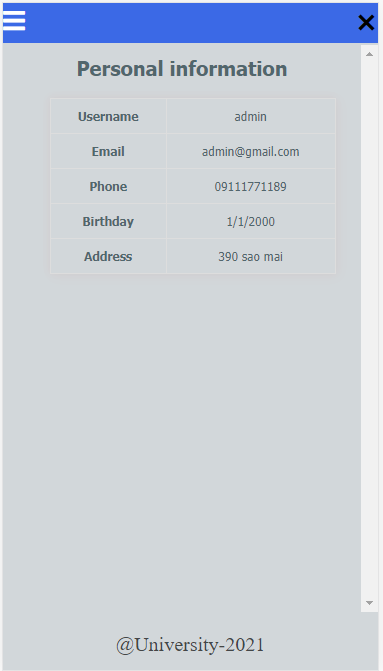 Personal information
Username admin
Email admin@gmail.com
Phone 09111771189
Birthday 1/1/2000
Address 390 sao mai
@University-2021